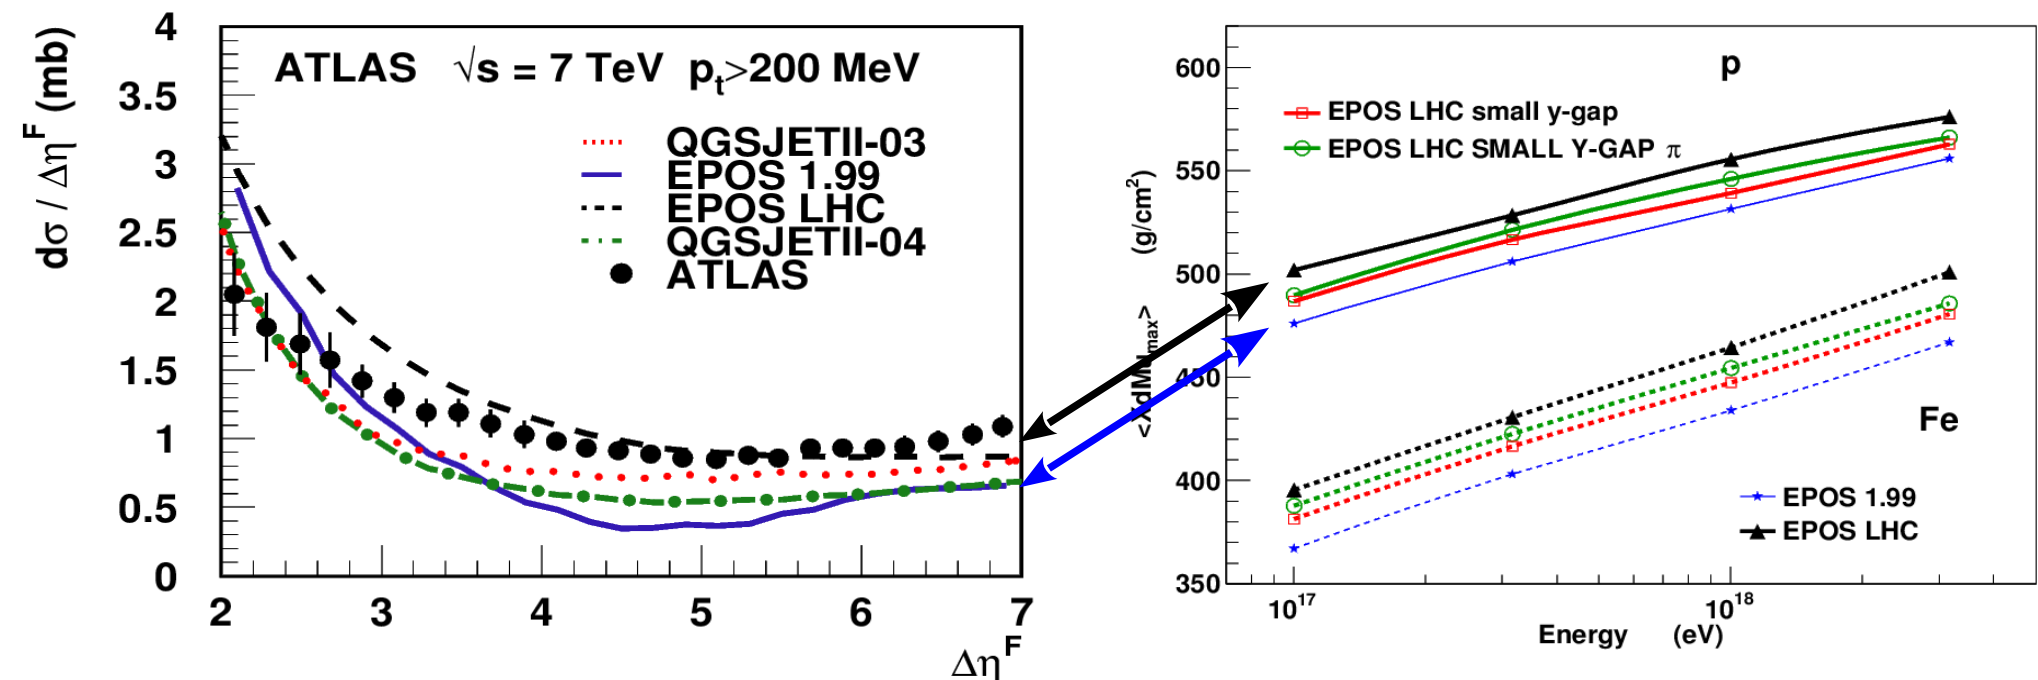 ATLAS √s = 7 TeV pt>200 MeV
QGSJETII-03
EPOS 1.99
EPOS LHC
QGSJETII-04
ATLAS
dσ / Δη^F (mb)
4
3.5
3
2.5
2
1.5
1
0.5
0
2 3 4 5 6 7
Δη^F
p
EPOS LHC small y-gap
EPOS LHC SMALL Y-GAP π
Fe
EPOS 1.99
EPOS LHC
(g/cm²)
600
550
500
450
400
350
10^17 10^18
Energy (eV)